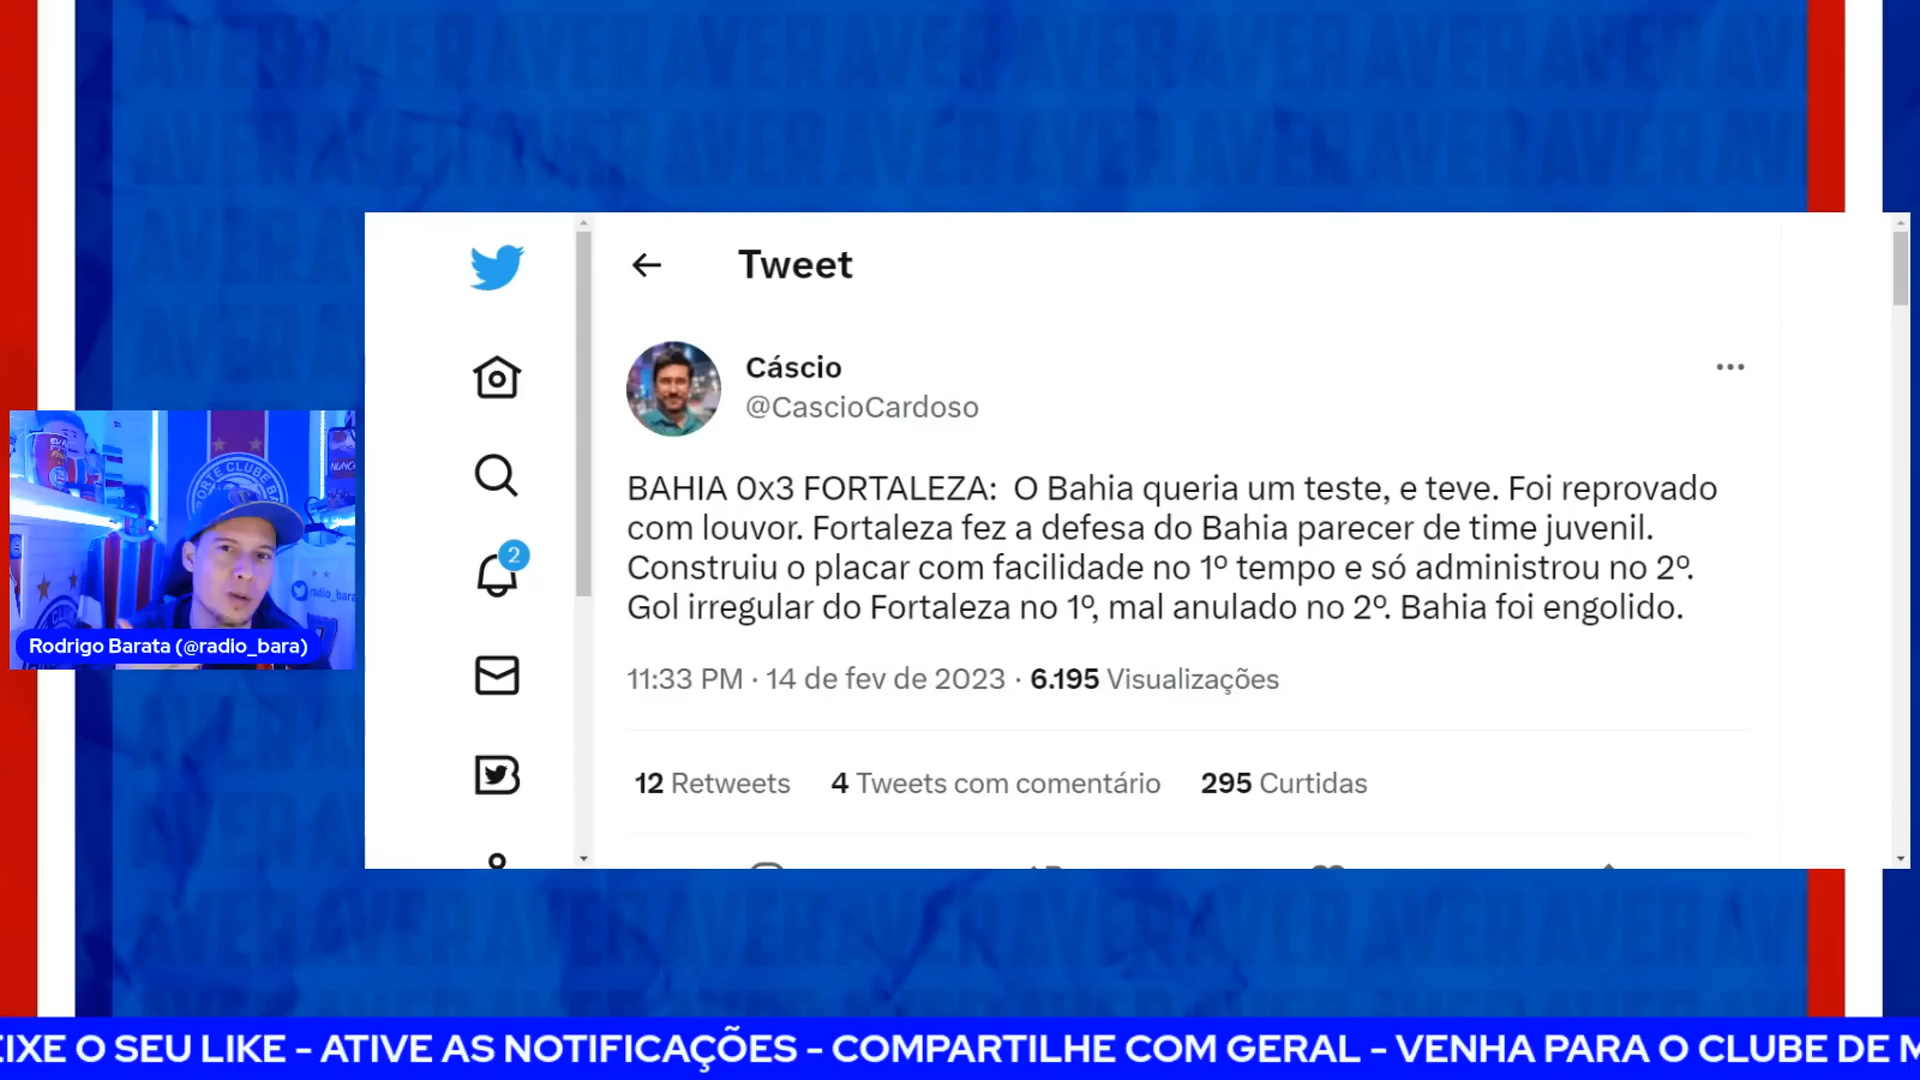 Tweet
Cáscio
@CascioCardoso
BAHIA 0x3 FORTALEZA: O Bahia queria um teste, e teve. Foi reprovado
com louvor. Fortaleza fez a defesa do Bahia parecer de time juvenil.
Construiu o placar com facilidade no 1º tempo e só administrou no 2º.
Gol irregular do Fortaleza no 1º, mal anulado no 2º. Bahia foi engolido.
11:33 PM · 14 de fev de 2023 · 6.195 Visualizações
12 Retweets 4 Tweets com comentário 295 Curtidas
2
Rodrigo Barata (@radio_bara)
EIXE O SEU LIKE - ATIVE AS NOTIFICAÇÕES - COMPARTILHE COM GERAL - VENHA PARA O CLUBE DE M